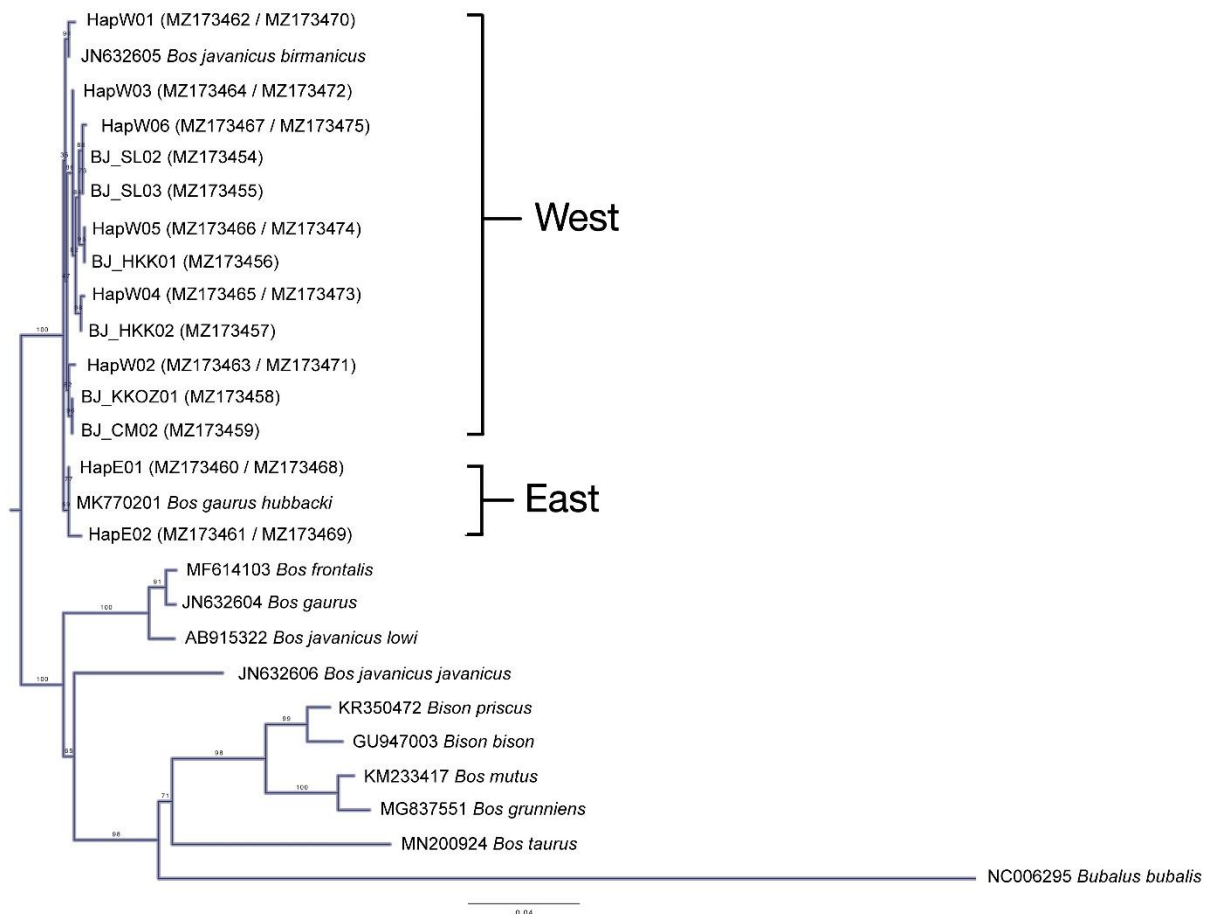 HapW01 (MZ173462 / MZ173470)
JN632605 Bos javanicus birmanicus
HapW03 (MZ173464 / MZ173472)
HapW06 (MZ173467 / MZ173475)
BJ_SL02 (MZ173454)
BJ_SL03 (MZ173455)
HapW05 (MZ173466 / MZ173474)
BJ_HKK01 (MZ173456)
HapW04 (MZ173465 / MZ173473)
BJ_HKK02 (MZ173457)
HapW02 (MZ173463 / MZ173471)
BJ_KKOZ01 (MZ173458)
BJ_CM02 (MZ173459)
West
HapE01 (MZ173460 / MZ173468)
MK770201 Bos gaurus hubbacki
HapE02 (MZ173461 / MZ173469)
East
100
MF614103 Bos frontalis
91
JN632604 Bos gaurus
100
AB915322 Bos javanicus lowi
JN632606 Bos javanicus javanicus
100
KR350472 Bison priscus
99
GU947003 Bison bison
98
KM233417 Bos mutus
100
MG837551 Bos grunniens
71
MN200924 Bos taurus
98
NC006295 Bubalus bubalis
0.04